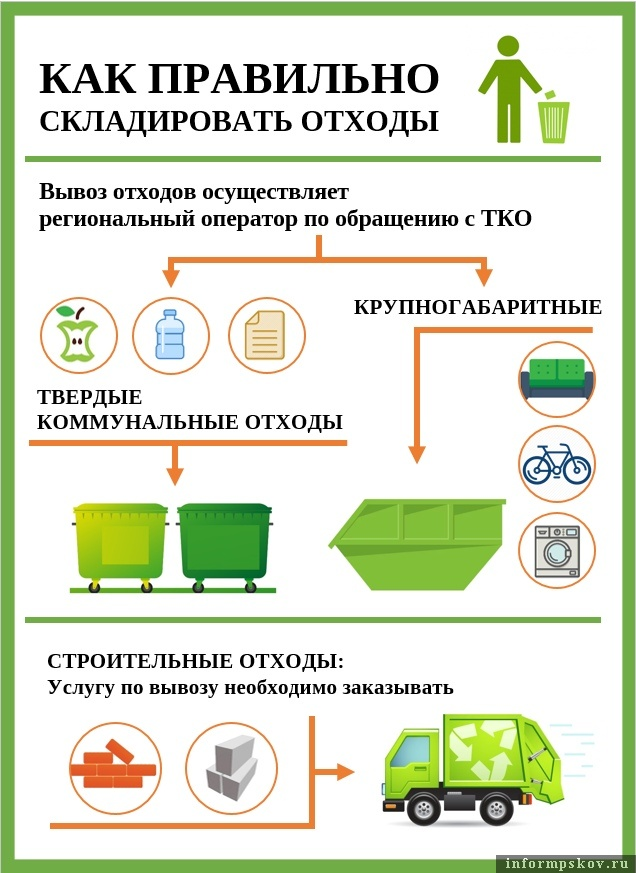 КАК ПРАВИЛЬНО
СКЛАДИРОВАТЬ ОТХОДЫ
Вывоз отходов осуществляет
региональный оператор по обращению с ТКО
КРУПНОГАБАРИТНЫЕ
ТВЕРДЫЕ
КОММУНАЛЬНЫЕ ОТХОДЫ
СТРОИТЕЛЬНЫЕ ОТХОДЫ:
Услугу по вывозу необходимо заказывать
informpskov.ru